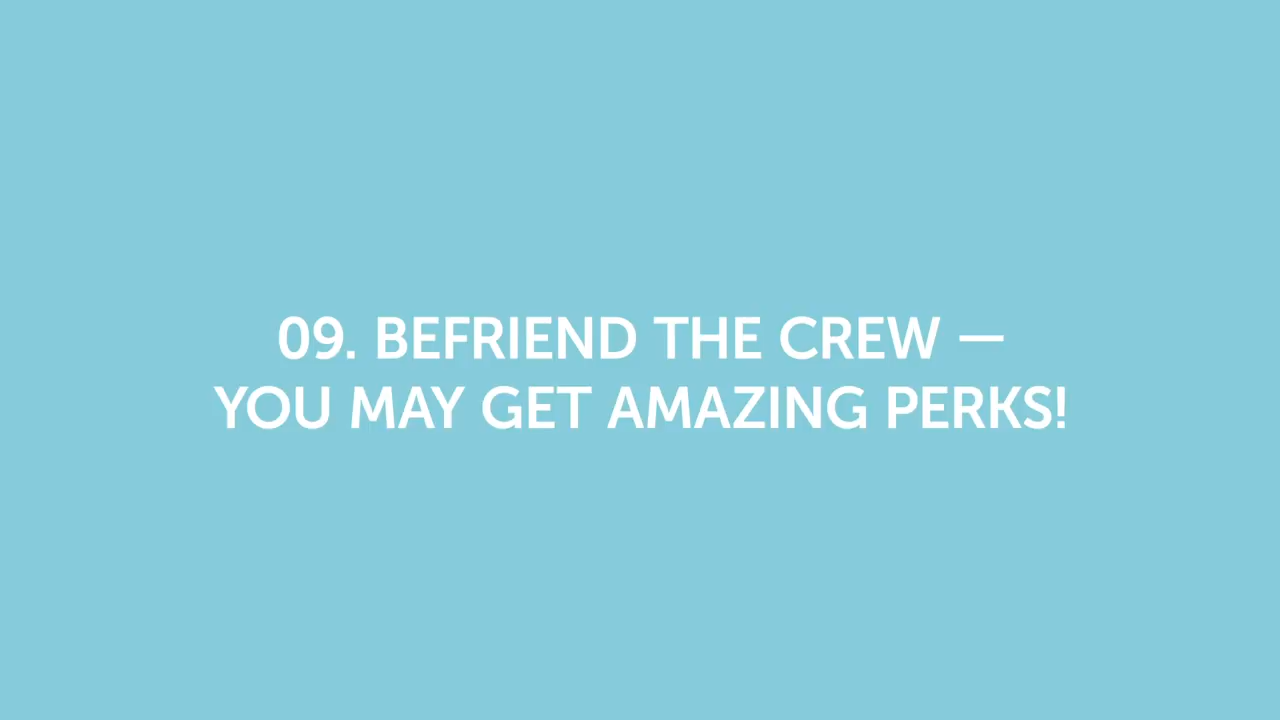 09. BEFRIEND THE CREW —
YOU MAY GET AMAZING PERKS!